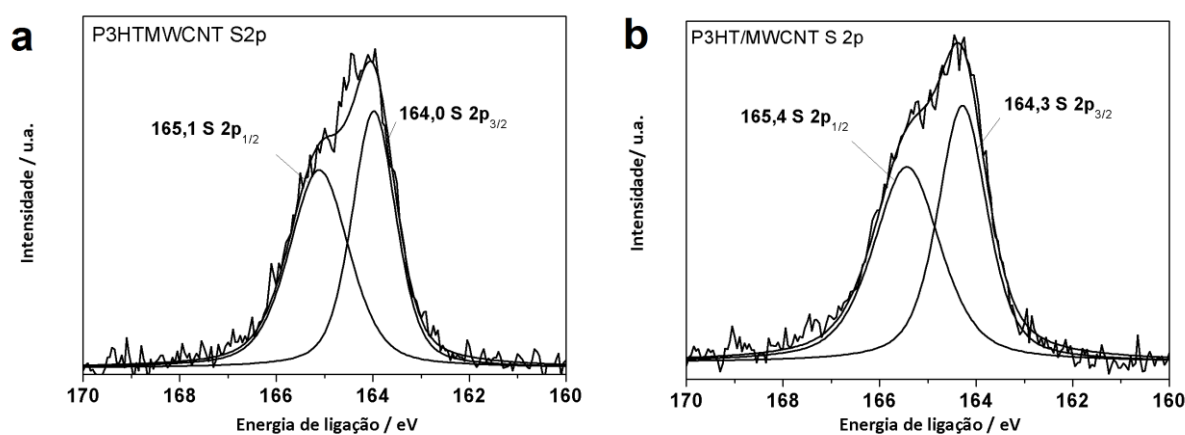 a
P3HTMWCNT S2p
165,1 S 2p1/2
164,0 S 2p3/2
Intensidade / u.a.
170 168 166 164 162 160
Energia de ligação / eV
b
P3HT/MWCNT S 2p
165,4 S 2p1/2
164,3 S 2p3/2
Intensidade/ u.a.
170 168 166 164 162 160
Energia de ligação / eV